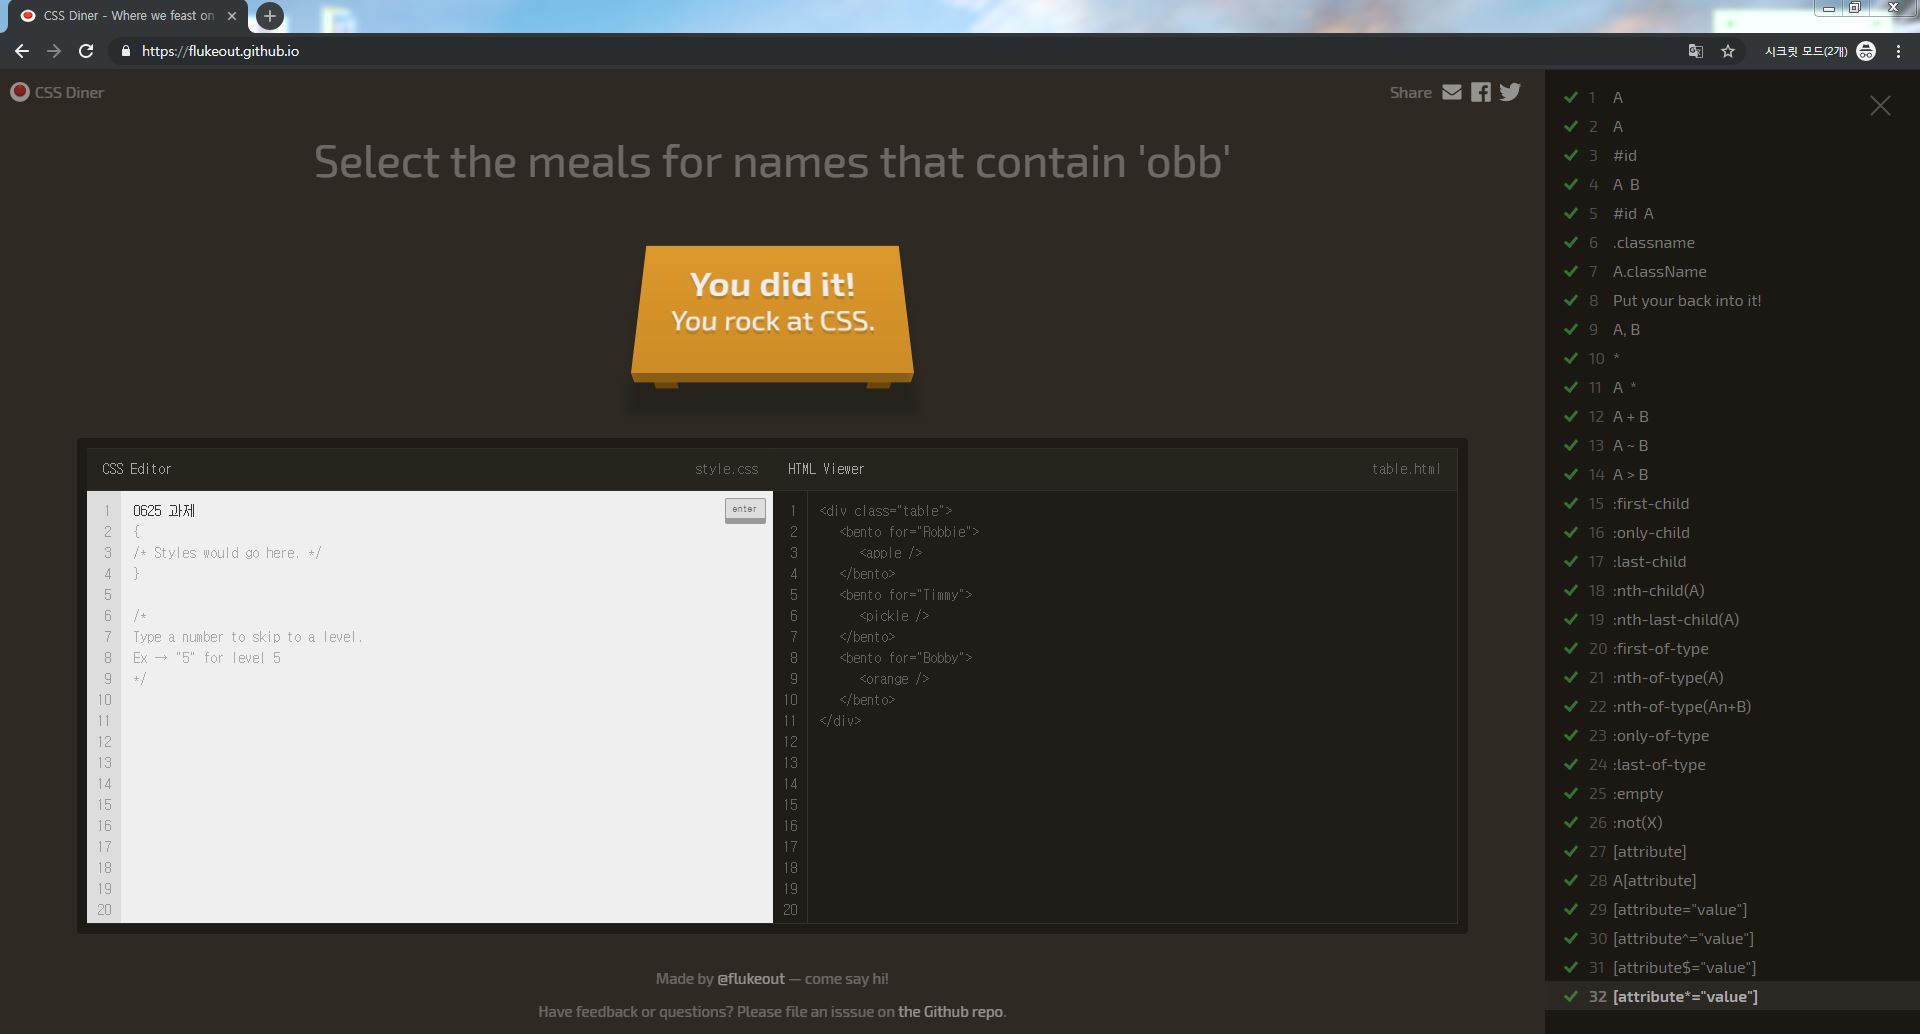 CSS Diner - Where we feast on
https://flukeout.github.io
시크릿 모드(2개)
CSS Diner
Share
Select the meals for names that contain 'obb'
You did it!
You rock at CSS.
CSS Editor
style.css
HTML Viewer
table.html
1 0625 과제
enter
2 {
3 /* Styles would go here. */
4 }
5
6 /*
7 Type a number to skip to a level.
8 Ex → "5" for level 5
9 */
10
11
12
13
14
15
16
17
18
19
20
1 <div class="table">
2 <bento for="Robbie">
3 <apple />
4 </bento>
5 <bento for="Timmy">
6 <pickle />
7 </bento>
8 <bento for="Bobby">
9 <orange />
10 </bento>
11 </div>
12
13
14
15
16
17
18
19
20
Made by @flukeout — come say hi!
Have feedback or questions? Please file an isssue on the Github repo.
1 A
2 A
3 #id
4 A B
5 #id A
6 .classname
7 A.className
8 Put your back into it!
9 A, B
10 *
11 A *
12 A + B
13 A ~ B
14 A > B
15 :first-child
16 :only-child
17 :last-child
18 :nth-child(A)
19 :nth-last-child(A)
20 :first-of-type
21 :nth-of-type(A)
22 :nth-of-type(An+B)
23 :only-of-type
24 :last-of-type
25 :empty
26 :not(X)
27 [attribute]
28 A[attribute]
29 [attribute="value"]
30 [attribute^="value"]
31 [attribute$="value"]
32 [attribute*="value"]